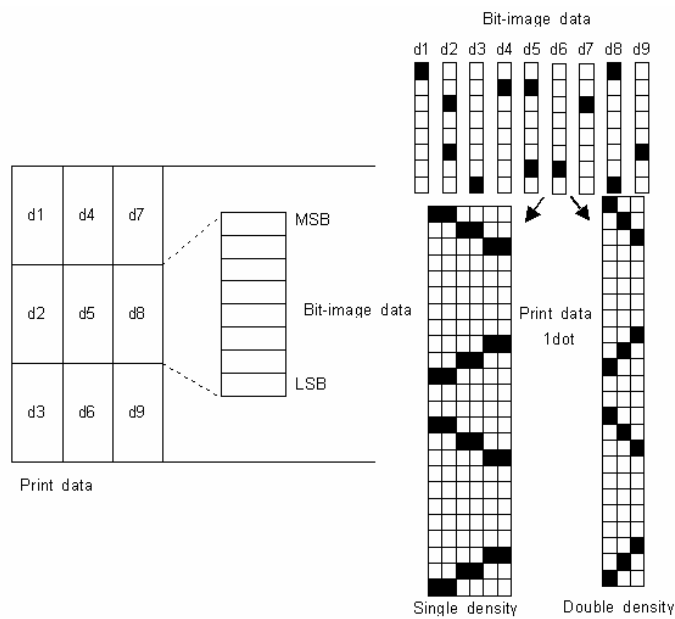 Bit-image data
d1 d2 d3 d4 d5 d6 d7 d8 d9
d1 d4 d7
d2 d5 d8
d3 d6 d9
MSB
Bit-image data
LSB
Print data
Print data
1dot
Single density
Double density